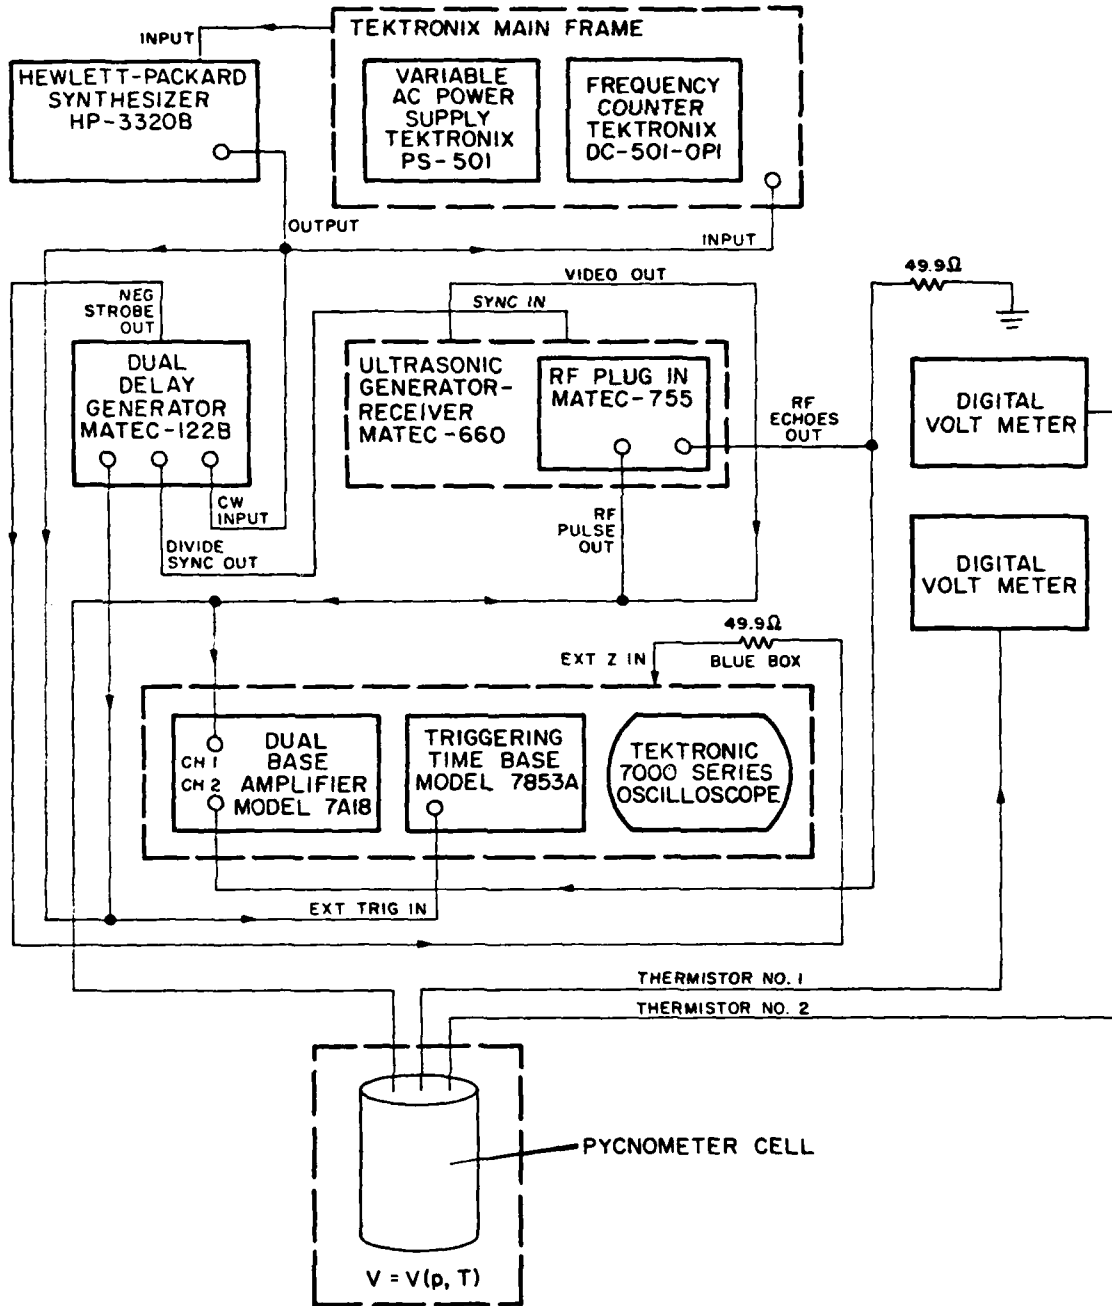 INPUT
TEKTRONIX MAIN FRAME
HEWLETT-PACKARD
SYNTHESIZER
HP-3320B
VARIABLE
AC POWER
SUPPLY
TEKTRONIX
PS-501
FREQUENCY
COUNTER
TEKTRONIX
DC-501-OP1
OUTPUT
INPUT
NEG
STROBE
OUT
VIDEO OUT
SYNC IN
49.9Ω
DUAL
DELAY
GENERATOR
MATEC-122B
ULTRASONIC
GENERATOR-
RECEIVER
MATEC-660
RF PLUG IN
MATEC-755
RF
ECHOES
OUT
DIGITAL
VOLT METER
CW
INPUT
DIVIDE
SYNC OUT
RF
PULSE
OUT
DIGITAL
VOLT METER
49.9Ω
EXT Z IN
BLUE BOX
CH 1
CH 2
DUAL
BASE
AMPLIFIER
MODEL 7A18
TRIGGERING
TIME BASE
MODEL 7853A
TEKTRONIC
7000 SERIES
OSCILLOSCOPE
EXT TRIG IN
THERMISTOR NO. 1
THERMISTOR NO. 2
PYCNOMETER CELL
V = V(p, T)